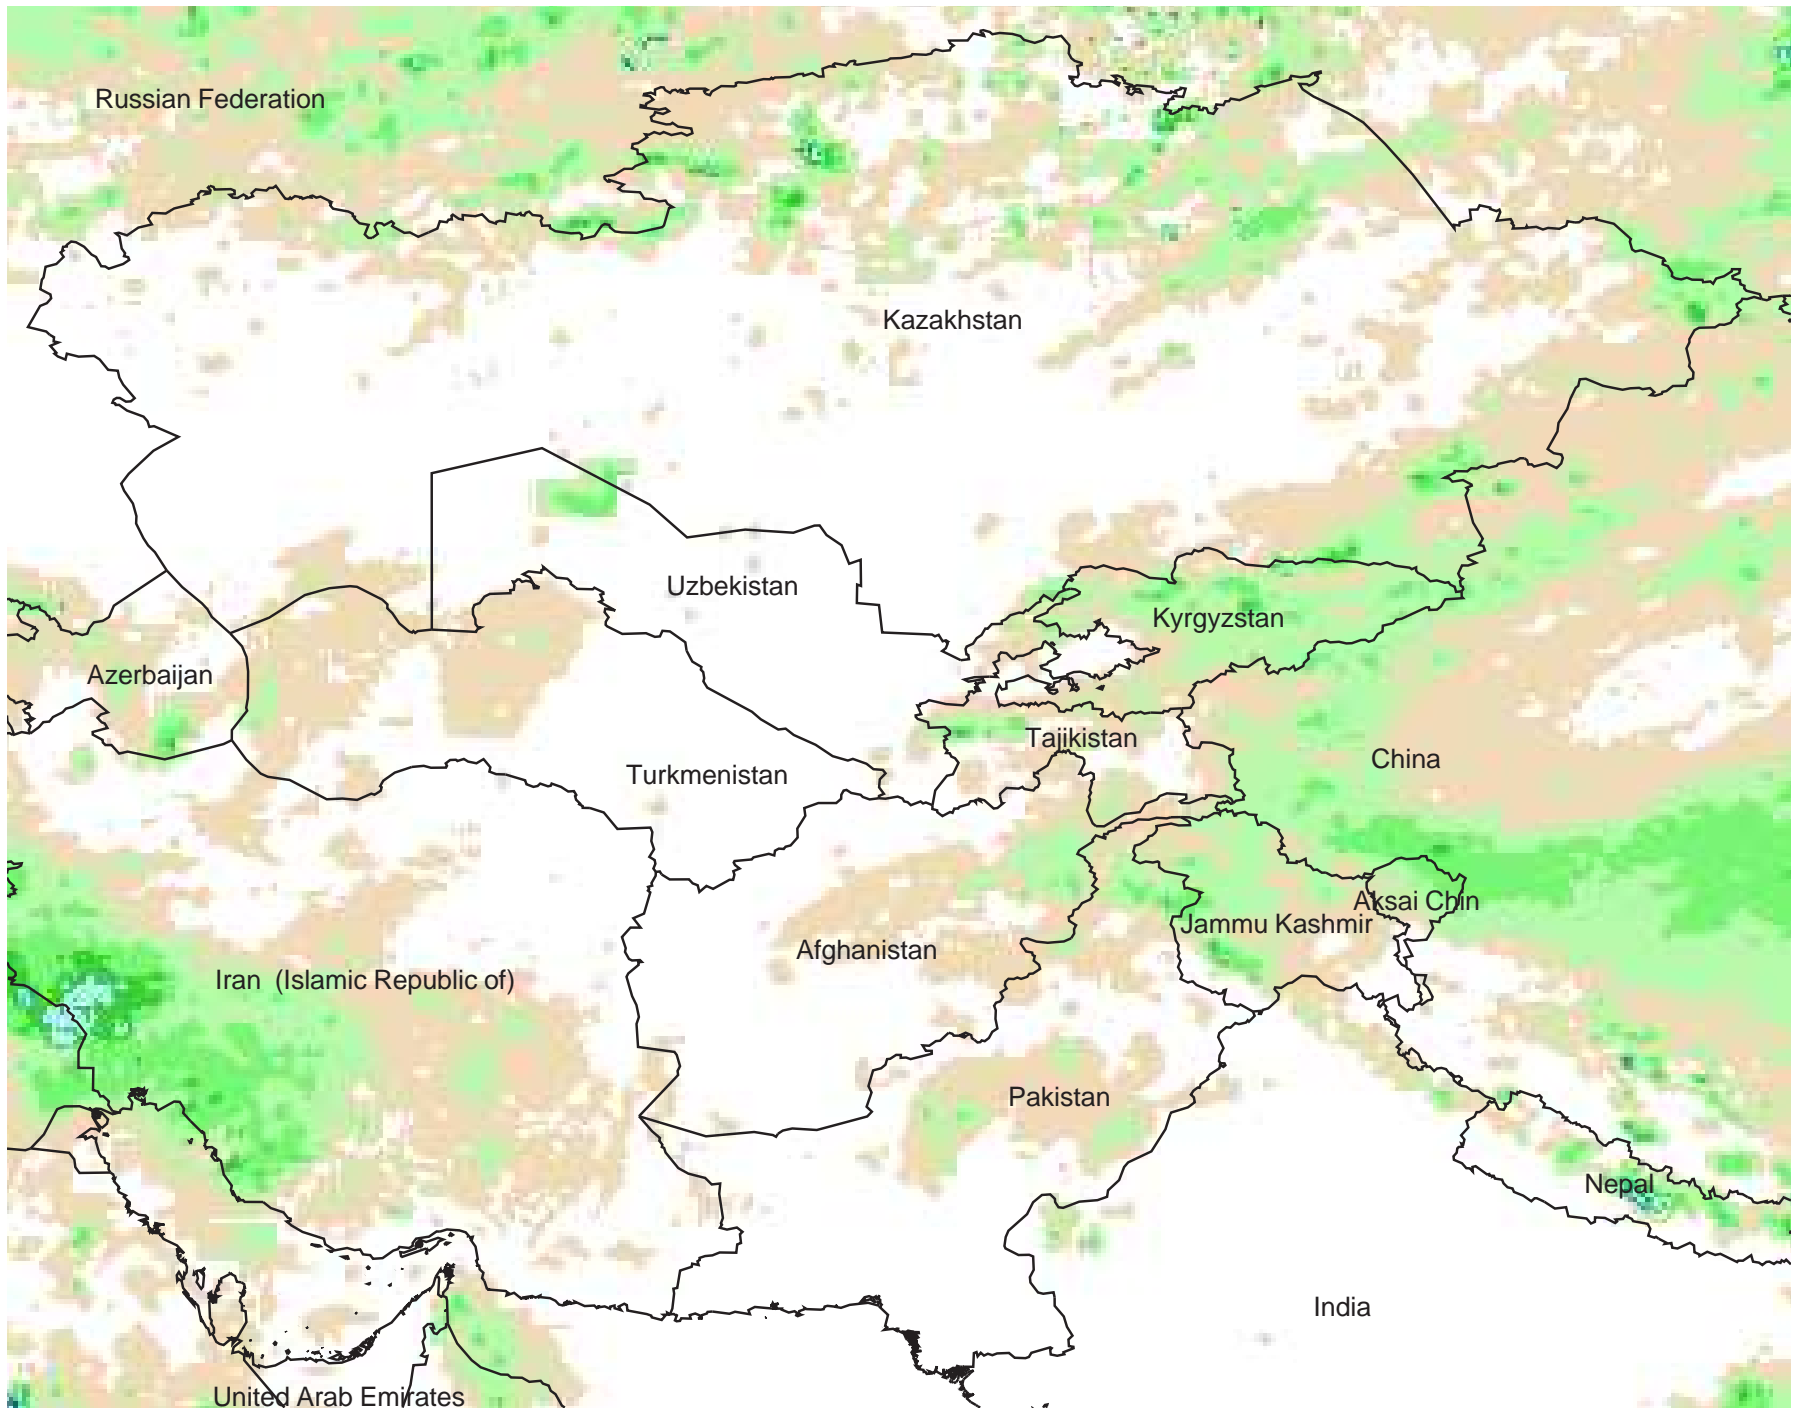 Russian Federation
Kazakhstan
Uzbekistan
Kyrgyzstan
Azerbaijan
Tajikistan
China
Turkmenistan
Aksai Chin
Jammu Kashmir
Afghanistan
Iran (Islamic Republic of)
Pakistan
Nepal
India
United Arab Emirates